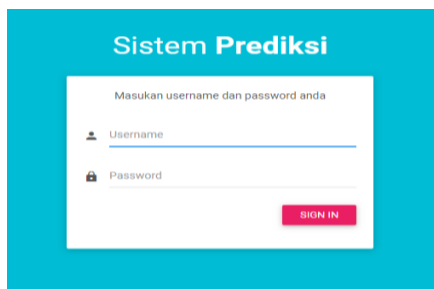 Sistem Prediksi
Masukan username dan password anda
Username
Password
SIGN IN